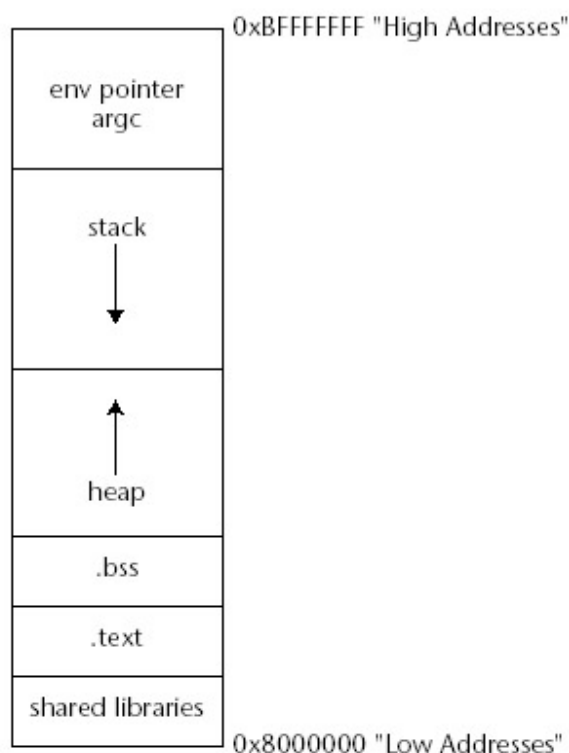 0xBFFFFFFF "High Addresses"
env pointer
argc
stack
heap
.bss
.text
shared libraries
0x8000000 "Low Addresses"